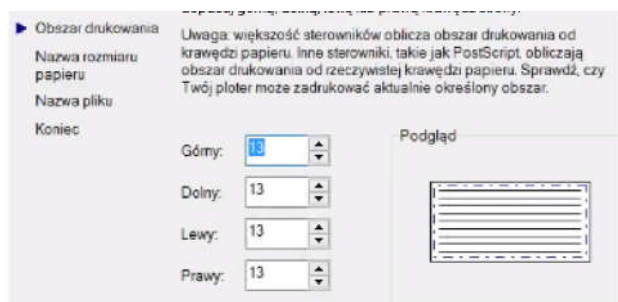 Obszar drukowania
Nazwa rozmiaru
papieru
Nazwa pliku
Koniec
Uwaga: większość sterowników oblicza obszar drukowania od
krawędzi papieru. Inne sterowniki, takie jak PostScript, obliczają
obszar drukowania od rzeczywistej krawędzi papieru. Sprawdź, czy
Twój ploter może zadrukować aktualnie określony obszar.
Górny: 13
Dolny: 13
Lewy: 13
Prawy: 13
Podgląd